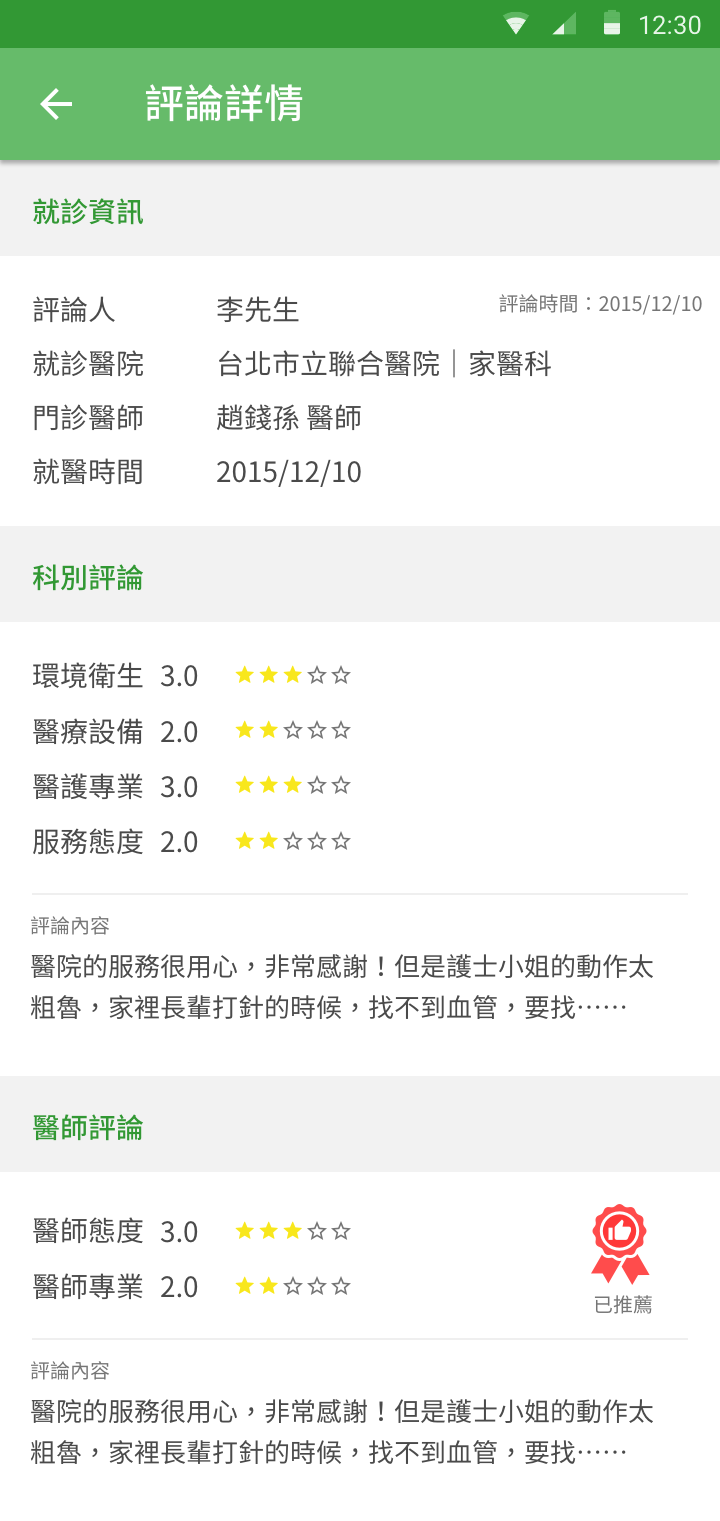 12:30
評論詳情
就診資訊
評論人 李先生 評論時間：2015/12/10
就診醫院 台北市立聯合醫院｜家醫科
門診醫師 趙錢孫 醫師
就醫時間 2015/12/10
科別評論
環境衛生 3.0
醫療設備 2.0
醫護專業 3.0
服務態度 2.0
評論內容
醫院的服務很用心，非常感謝！但是護士小姐的動作太
粗魯，家裡長輩打針的時候，找不到血管，要找⋯⋯
醫師評論
醫師態度 3.0
醫師專業 2.0
已推薦
評論內容
醫院的服務很用心，非常感謝！但是護士小姐的動作太
粗魯，家裡長輩打針的時候，找不到血管，要找⋯⋯